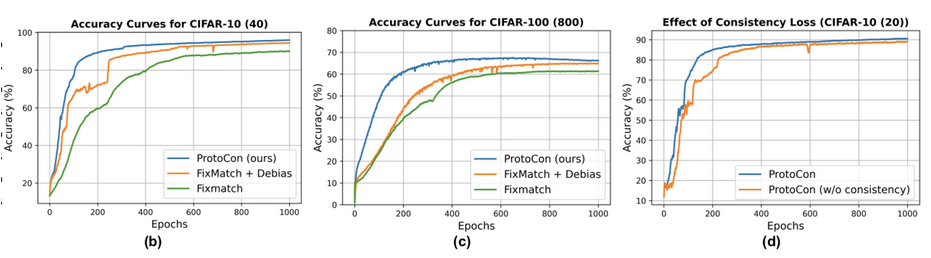 Accuracy Curves for CIFAR-10 (40)
Accuracy (%)
100
80
60
40
20
0
200
400
600
800
1000
Epochs
ProtoCon (ours)
FixMatch + Debias
Fixmatch
(b)
Accuracy Curves for CIFAR-100 (800)
Accuracy (%)
80
70
60
50
40
30
20
10
0
0
200
400
600
800
1000
Epochs
ProtoCon (ours)
FixMatch + Debias
Fixmatch
(c)
Effect of Consistency Loss (CIFAR-10 (20))
Accuracy (%)
90
80
70
60
50
40
30
20
10
0
200
400
600
800
1000
Epochs
ProtoCon
ProtoCon (w/o consistency)
(d)